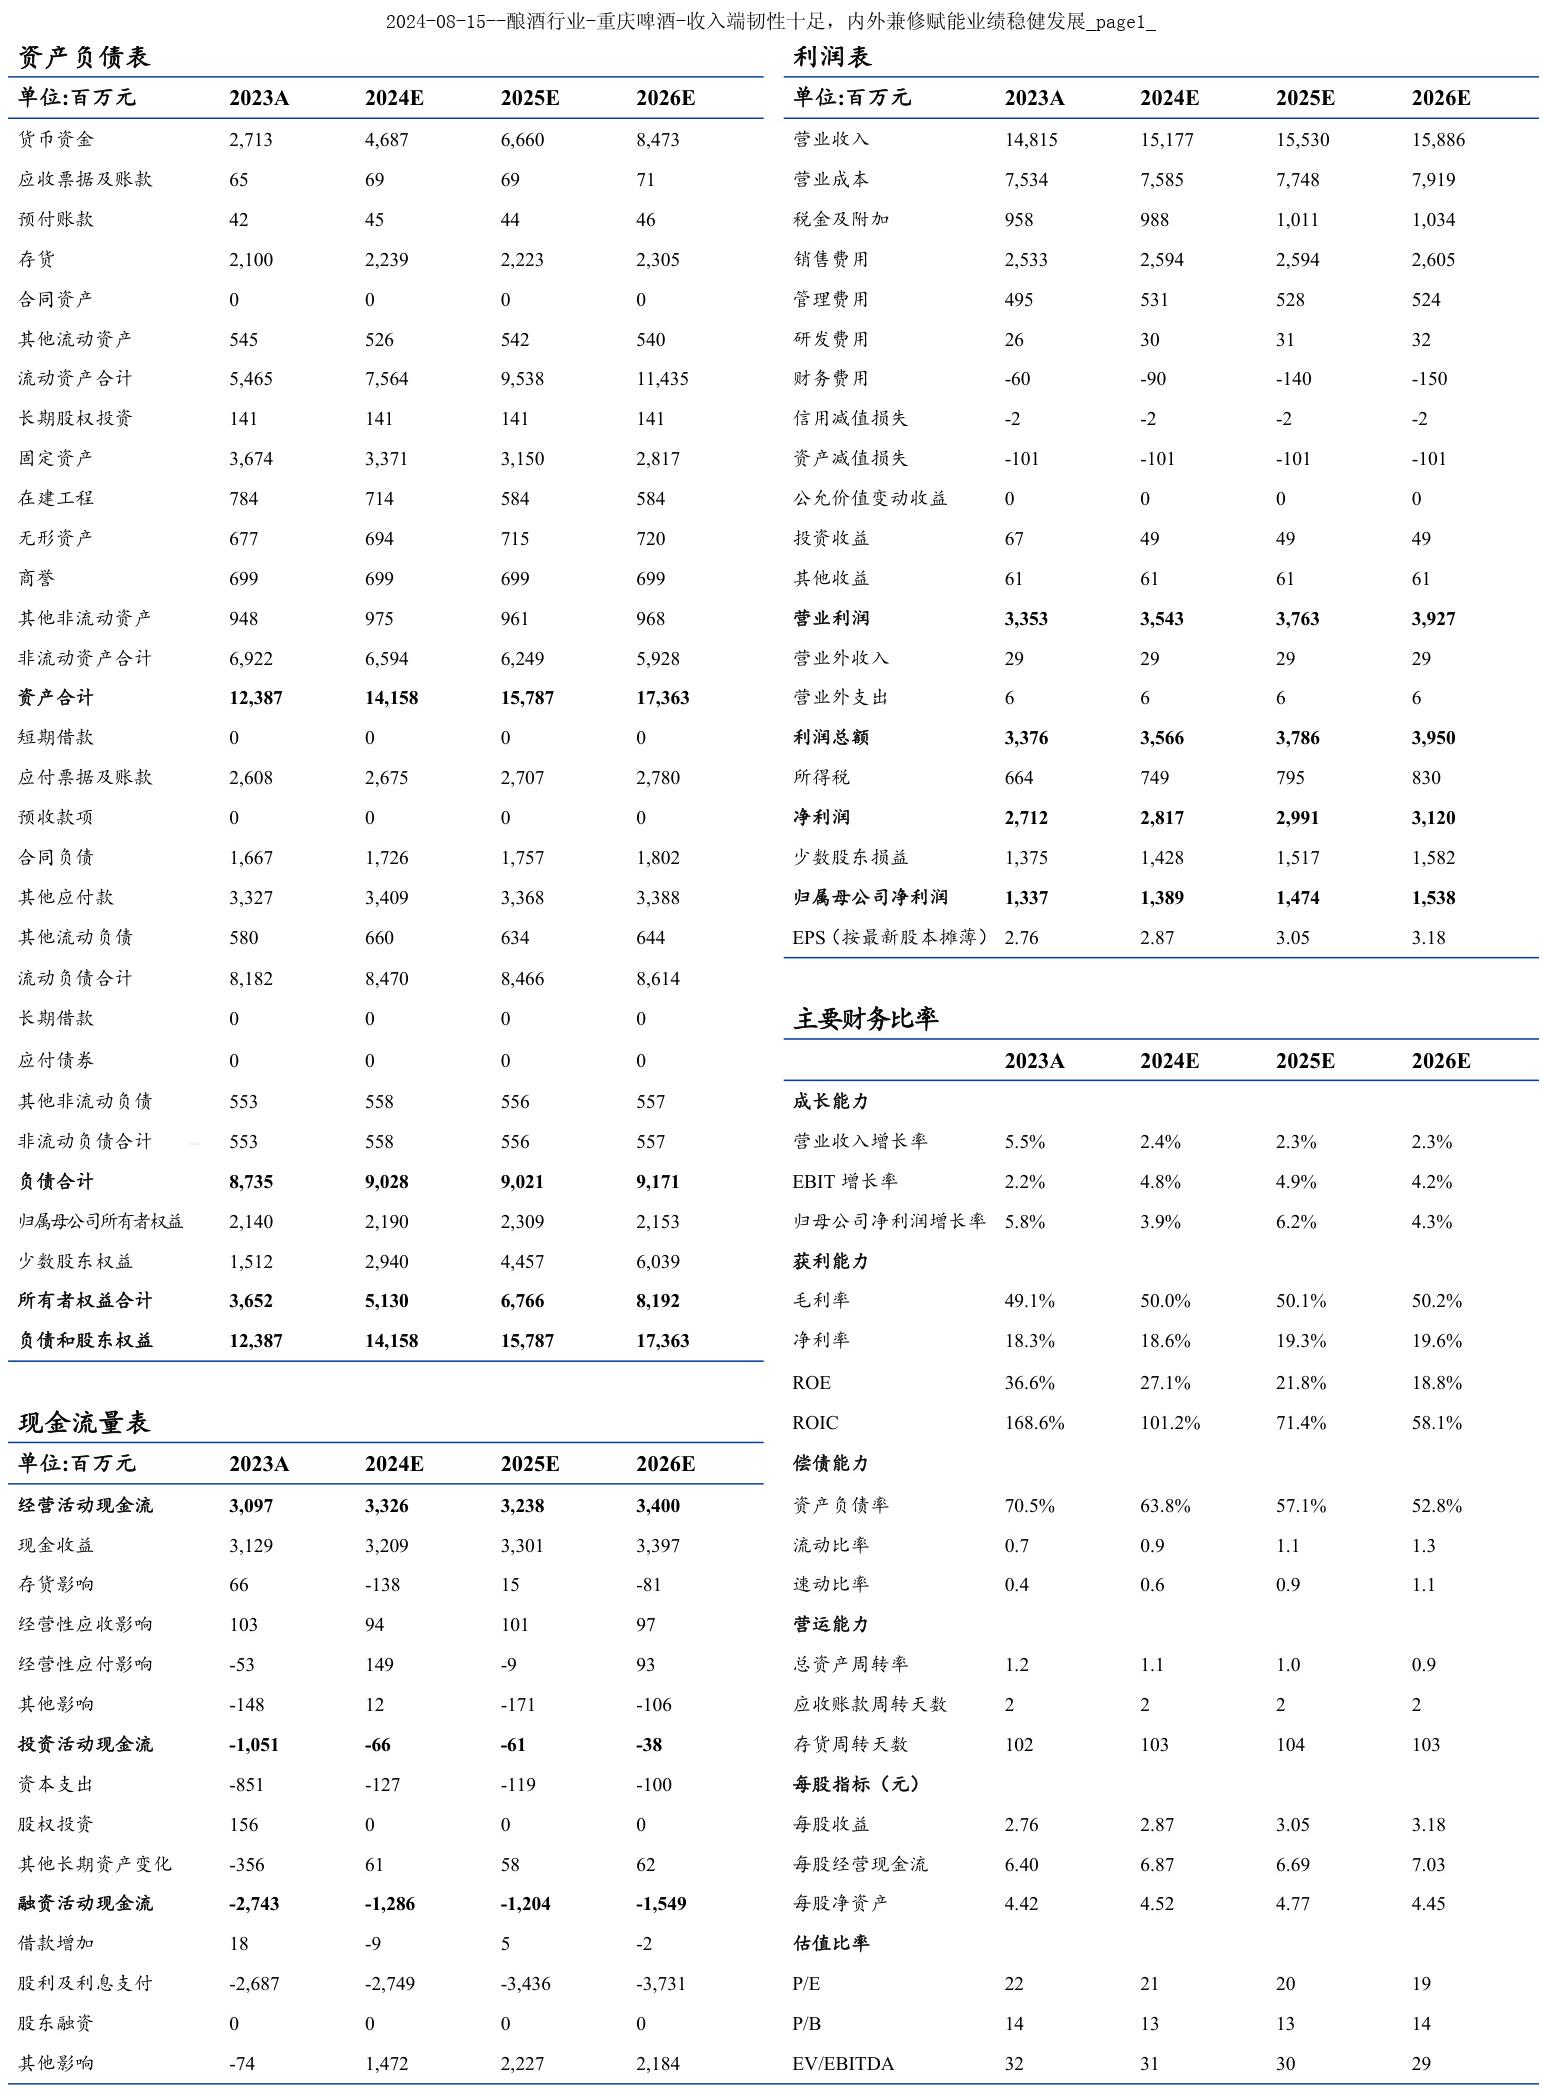 2024-08-15--酿酒行业-重庆啤酒-收入端韧性十足，内外兼修赋能业绩稳健发展_page1_
资产负债表
单位:百万元 2023A 2024E 2025E 2026E
货币资金 2,713 4,687 6,660 8,473
应收票据及账款 65 69 69 71
预付账款 42 45 44 46
存货 2,100 2,239 2,223 2,305
合同资产 0 0 0 0
其他流动资产 545 526 542 540
流动资产合计 5,465 7,564 9,538 11,435
长期股权投资 141 141 141 141
固定资产 3,674 3,371 3,150 2,817
在建工程 784 714 584 584
无形资产 677 694 715 720
商誉 699 699 699 699
其他非流动资产 948 975 961 968
非流动资产合计 6,922 6,594 6,249 5,928
资产合计 12,387 14,158 15,787 17,363
短期借款 0 0 0 0
应付票据及账款 2,608 2,675 2,707 2,780
预收款项 0 0 0 0
合同负债 1,667 1,726 1,757 1,802
其他应付款 3,327 3,409 3,368 3,388
其他流动负债 580 660 634 644
流动负债合计 8,182 8,470 8,466 8,614
长期借款 0 0 0 0
应付债券 0 0 0 0
其他非流动负债 553 558 556 557
非流动负债合计 553 558 556 557
负债合计 8,735 9,028 9,021 9,171
归属母公司所有者权益 2,140 2,190 2,309 2,153
少数股东权益 1,512 2,940 4,457 6,039
所有者权益合计 3,652 5,130 6,766 8,192
负债和股东权益 12,387 14,158 15,787 17,363
现金流量表
单位:百万元 2023A 2024E 2025E 2026E
经营活动现金流 3,097 3,326 3,238 3,400
现金收益 3,129 3,209 3,301 3,397
存货影响 66 -138 15 -81
经营性应收影响 103 94 101 97
经营性应付影响 -53 149 -9 93
其他影响 -148 12 -171 -106
投资活动现金流 -1,051 -66 -61 -38
资本支出 -851 -127 -119 -100
股权投资 156 0 0 0
其他长期资产变化 -356 61 58 62
融资活动现金流 -2,743 -1,286 -1,204 -1,549
借款增加 18 -9 5 -2
股利及利息支付 -2,687 -2,749 -3,436 -3,731
股东融资 0 0 0 0
其他影响 -74 1,472 2,227 2,184
利润表
单位:百万元 2023A 2024E 2025E 2026E
营业收入 14,815 15,177 15,530 15,886
营业成本 7,534 7,585 7,748 7,919
税金及附加 958 988 1,011 1,034
销售费用 2,533 2,594 2,594 2,605
管理费用 495 531 528 524
研发费用 26 30 31 32
财务费用 -60 -90 -140 -150
信用减值损失 -2 -2 -2 -2
资产减值损失 -101 -101 -101 -101
公允价值变动收益 0 0 0 0
投资收益 67 49 49 49
其他收益 61 61 61 61
营业利润 3,353 3,543 3,763 3,927
营业外收入 29 29 29 29
营业外支出 6 6 6 6
利润总额 3,376 3,566 3,786 3,950
所得税 664 749 795 830
净利润 2,712 2,817 2,991 3,120
少数股东损益 1,375 1,428 1,517 1,582
归属母公司净利润 1,337 1,389 1,474 1,538
EPS（按最新股本摊薄） 2.76 2.87 3.05 3.18
主要财务比率
2023A 2024E 2025E 2026E
成长能力
营业收入增长率 5.5% 2.4% 2.3% 2.3%
EBIT 增长率 2.2% 4.8% 4.9% 4.2%
归母公司净利润增长率 5.8% 3.9% 6.2% 4.3%
获利能力
毛利率 49.1% 50.0% 50.1% 50.2%
净利率 18.3% 18.6% 19.3% 19.6%
ROE 36.6% 27.1% 21.8% 18.8%
ROIC 168.6% 101.2% 71.4% 58.1%
偿债能力
资产负债率 70.5% 63.8% 57.1% 52.8%
流动比率 0.7 0.9 1.1 1.3
速动比率 0.4 0.6 0.9 1.1
营运能力
总资产周转率 1.2 1.1 1.0 0.9
应收账款周转天数 2 2 2 2
存货周转天数 102 103 104 103
每股指标（元）
每股收益 2.76 2.87 3.05 3.18
每股经营现金流 6.40 6.87 6.69 7.03
每股净资产 4.42 4.52 4.77 4.45
估值比率
P/E 22 21 20 19
P/B 14 13 13 14
EV/EBITDA 32 31 30 29